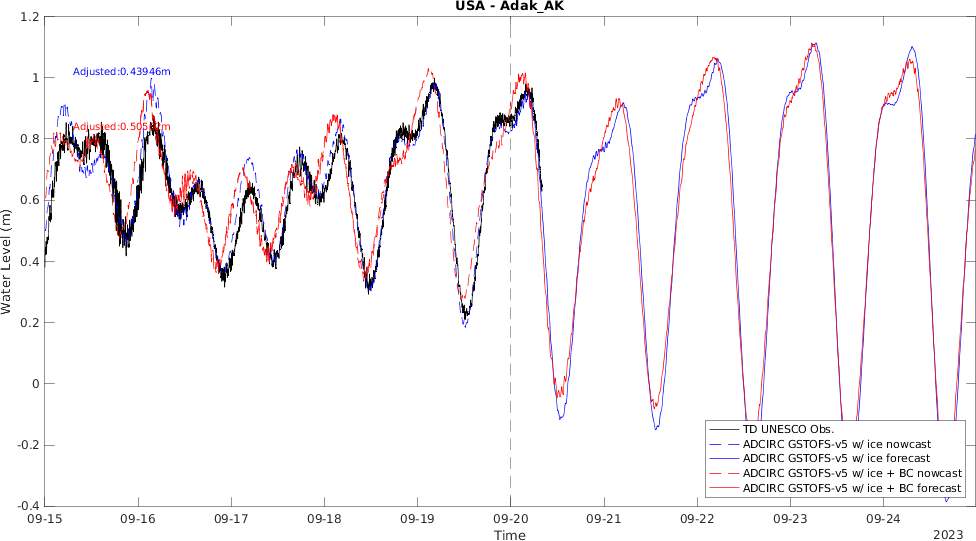 USA - Adak_AK
1.2
1
0.8
0.6
0.4
0.2
0
-0.2
-0.4
Water Level (m)
Adjusted:0.43946m
TD UNESCO Obs.
ADCIRC GSTOFS-v5 w/ ice nowcast
ADCIRC GSTOFS-v5 w/ ice forecast
ADCIRC GSTOFS-v5 w/ ice + BC nowcast
ADCIRC GSTOFS-v5 w/ ice + BC forecast
09-15 09-16 09-17 09-18 09-19 09-20 09-21 09-22 09-23 09-24
Time
2023